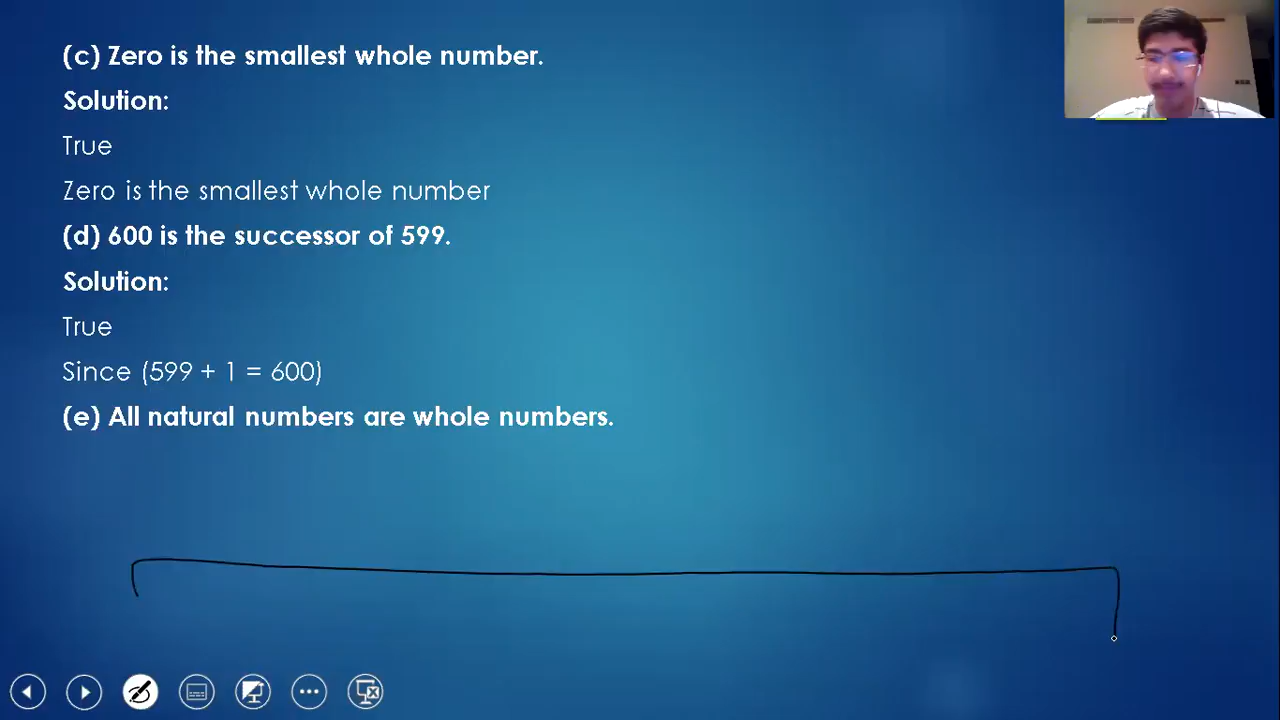 (c) Zero is the smallest whole number.
Solution:
True
Zero is the smallest whole number
(d) 600 is the successor of 599.
Solution:
True
Since (599 + 1 = 600)
(e) All natural numbers are whole numbers.